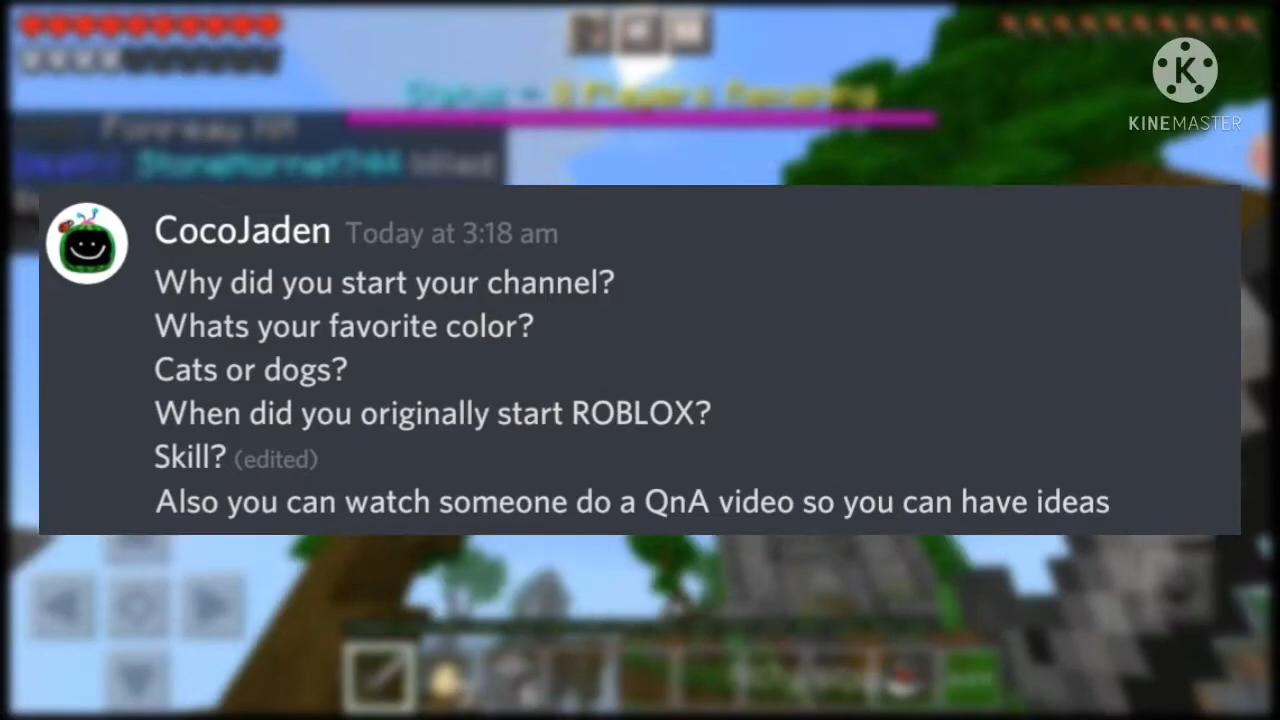 KINEMASTER
CocoJaden Today at 3:18 am
Why did you start your channel?
Whats your favorite color?
Cats or dogs?
When did you originally start ROBLOX?
Skill? (edited)
Also you can watch someone do a QnA video so you can have ideas